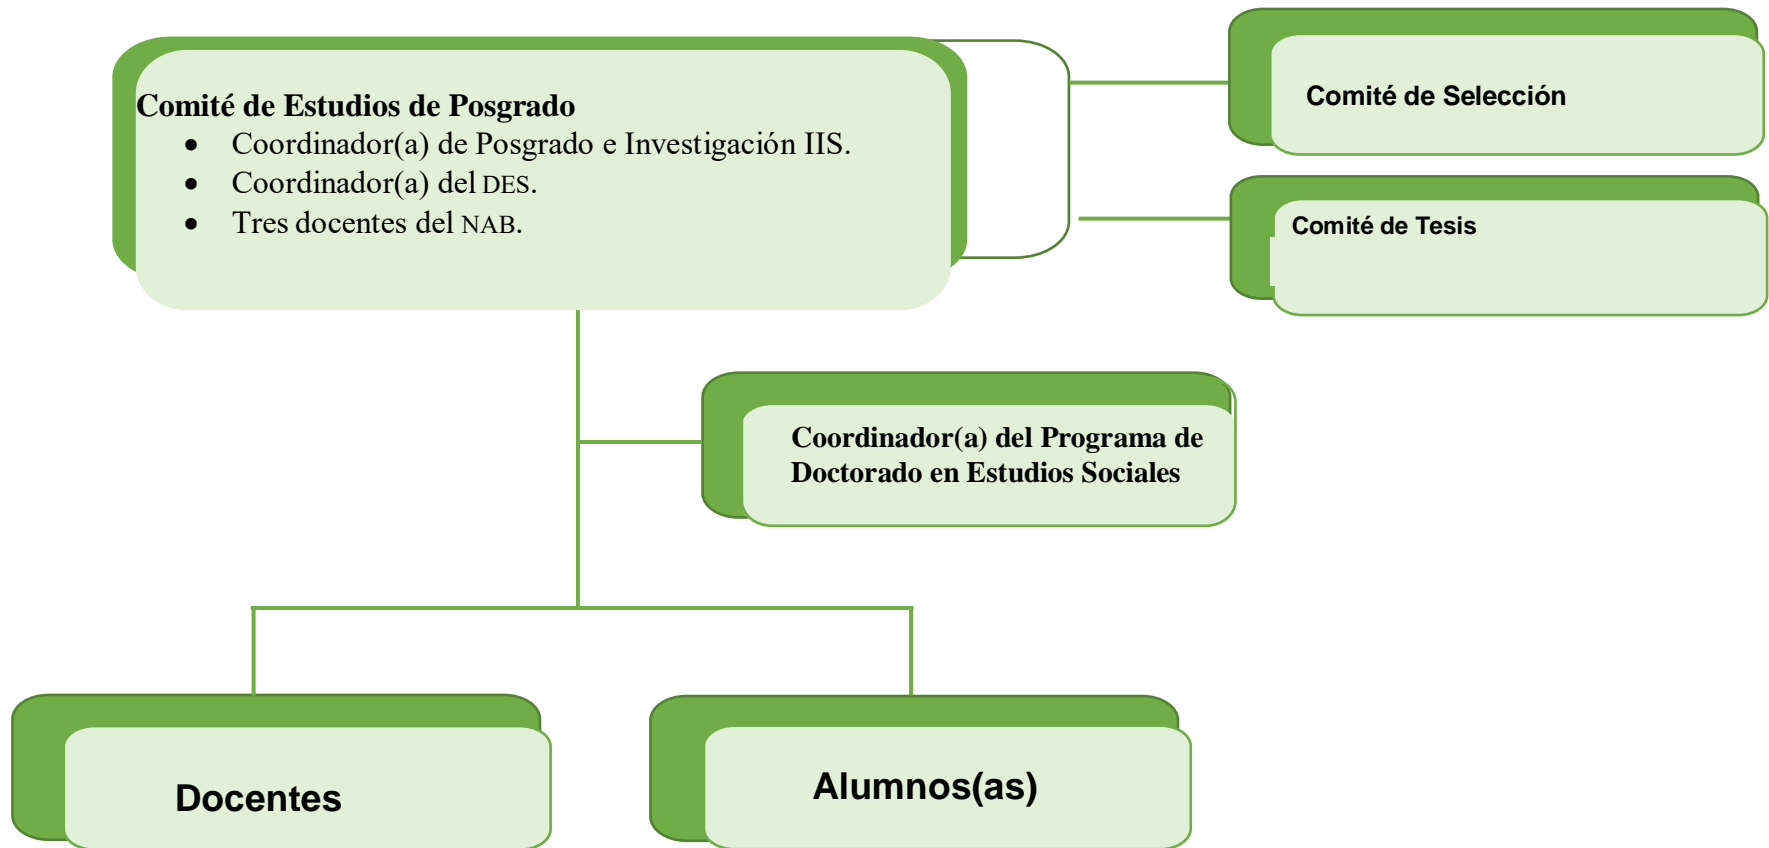 Comité de Estudios de Posgrado
• Coordinador(a) de Posgrado e Investigación IIS.
• Coordinador(a) del DES.
• Tres docentes del NAB.
Comité de Selección
Comité de Tesis
Coordinador(a) del Programa de
Doctorado en Estudios Sociales
Docentes
Alumnos(as)